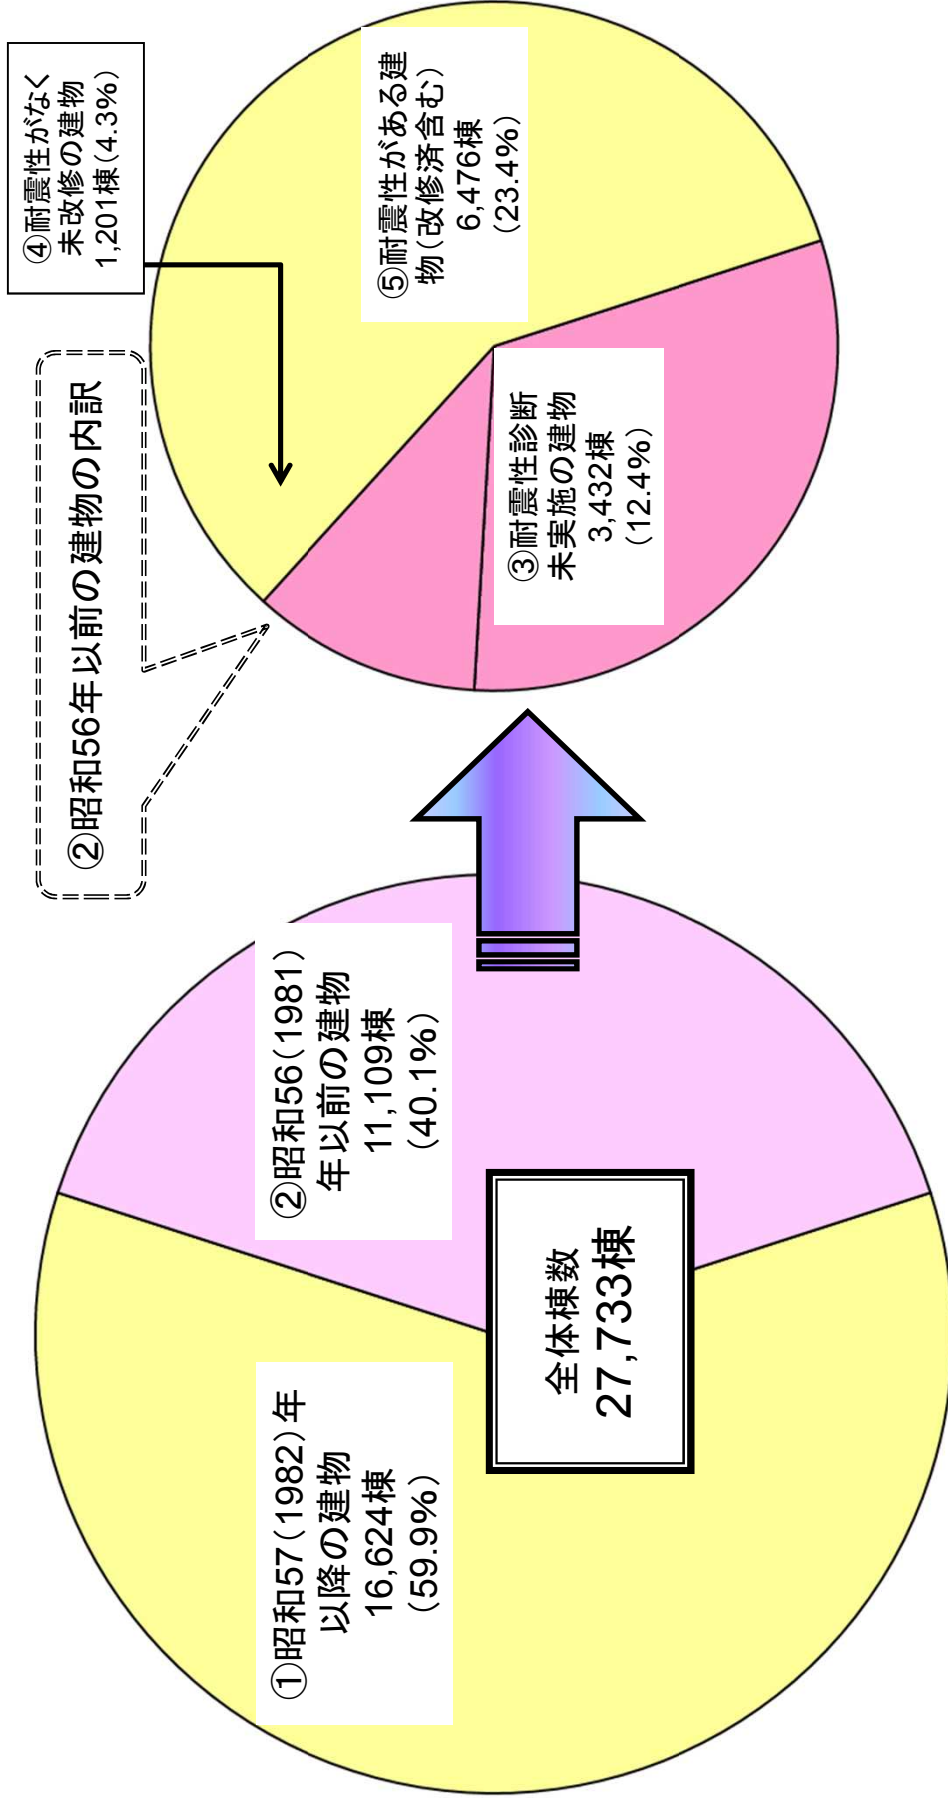 ①昭和57(1982)年
以降の建物
16,624棟
(59.9%)
②昭和56(1981)
年以前の建物
11,109棟
(40.1%)
全体棟数
27,733棟
②昭和56年以前の建物の内訳
③耐震性診断
未実施の建物
3,432棟
(12.4%)
④耐震性がなく
未改修の建物
1,201棟(4.3%)
⑤耐震性がある建
物(改修済含む)
6,476棟
(23.4%)